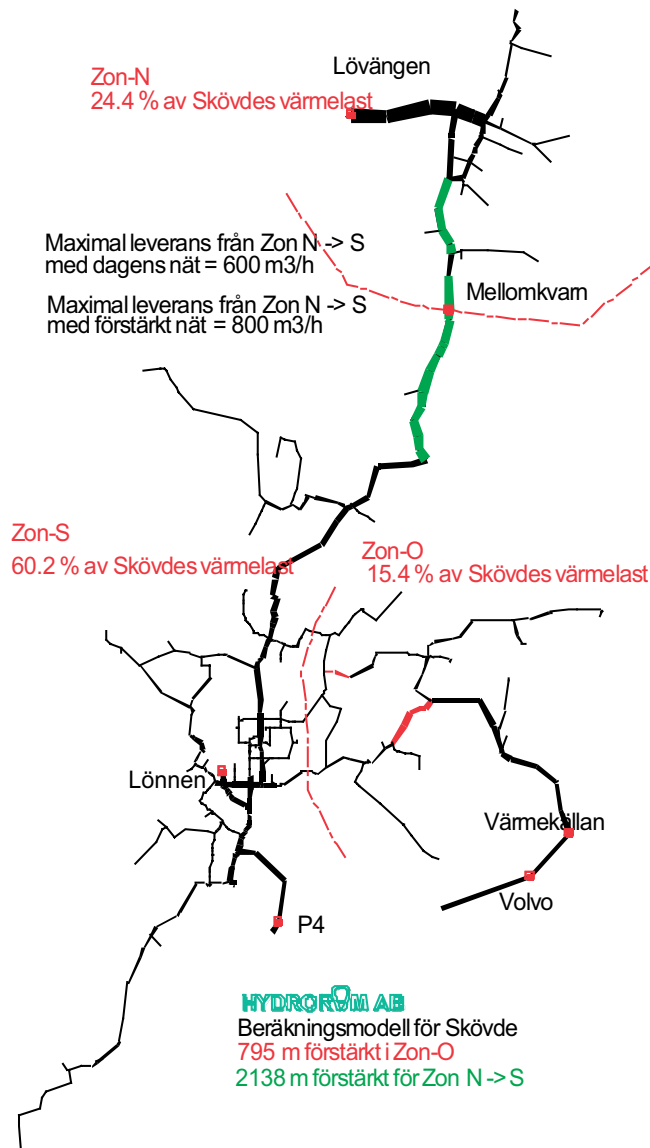 Lövängen
Zon-N
24.4 % av Skövdes värmelast
Maximal leverans från Zon N -> S
med dagens nät = 600 m3/h
Mellomkvarn
Maximal leverans från Zon N -> S
med förstärkt nät = 800 m3/h
Zon-S
60.2 % av Skövdes värmelast
Zon-O
15.4 % av Skövdes värmelast
Lönnen
Värmekällan
Volvo
P4
HYDRORAM AB
Beräkningsmodell för Skövde
795 m förstärkt i Zon-O
2138 m förstärkt för Zon N -> S